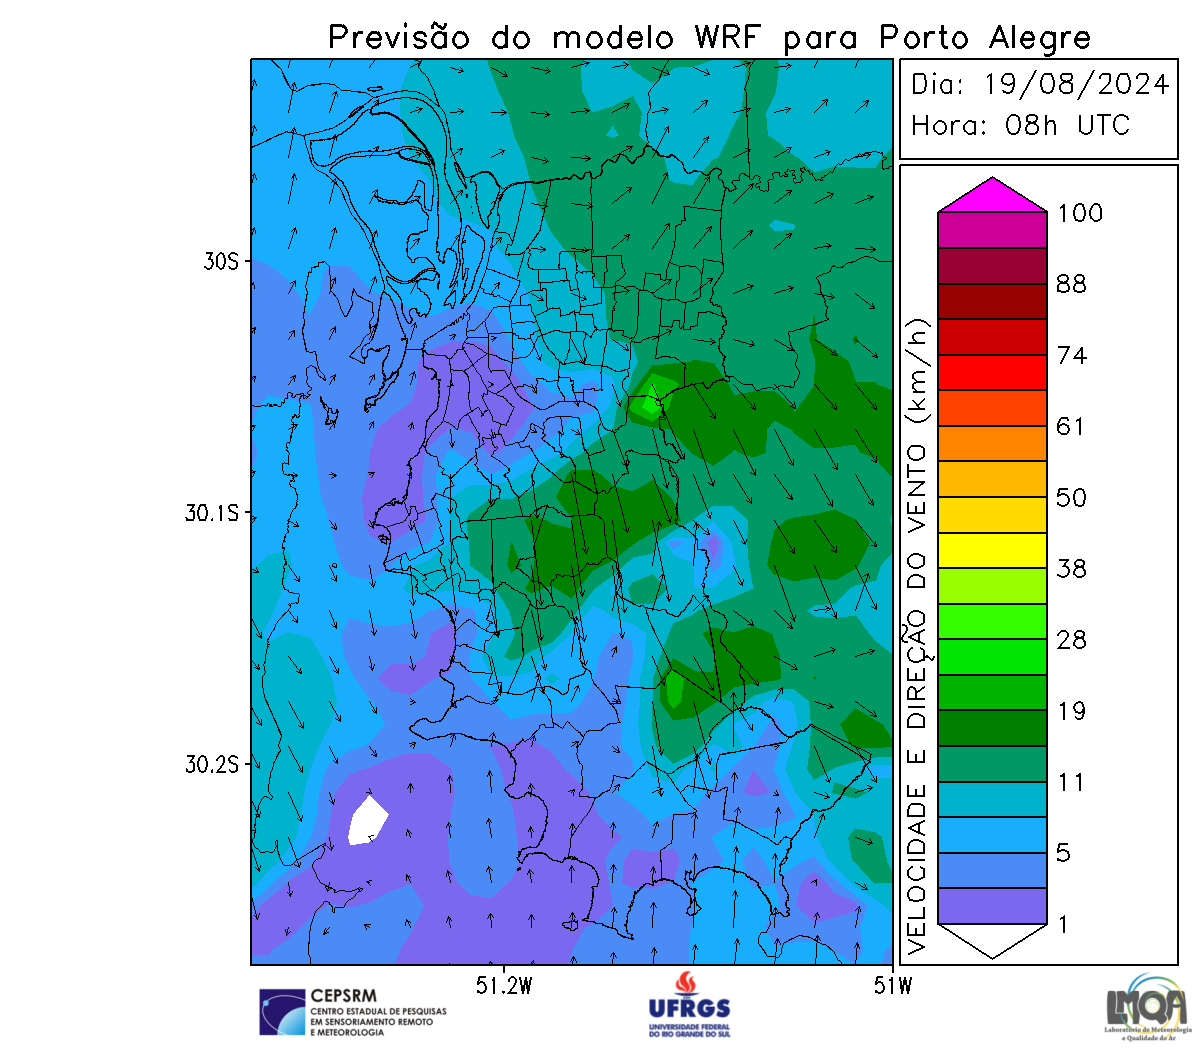 Previsão do modelo WRF para Porto Alegre
Dia: 19/08/2024
Hora: 08h UTC
30S
30.1S
30.2S
51.2W
51W
VELOCIDADE E DIREÇÃO DO VENTO (km/h)
100
88
74
61
50
38
28
19
11
5
1
CEPSRM
CENTRO ESTADUAL DE PESQUISAS
EM SENSORIAMENTO REMOTO
E METEOROLOGIA
UFRGS
UNIVERSIDADE FEDERAL
DO RIO GRANDE DO SUL
LMQA
Laboratório de Meteorologia
e Qualidade do Ar